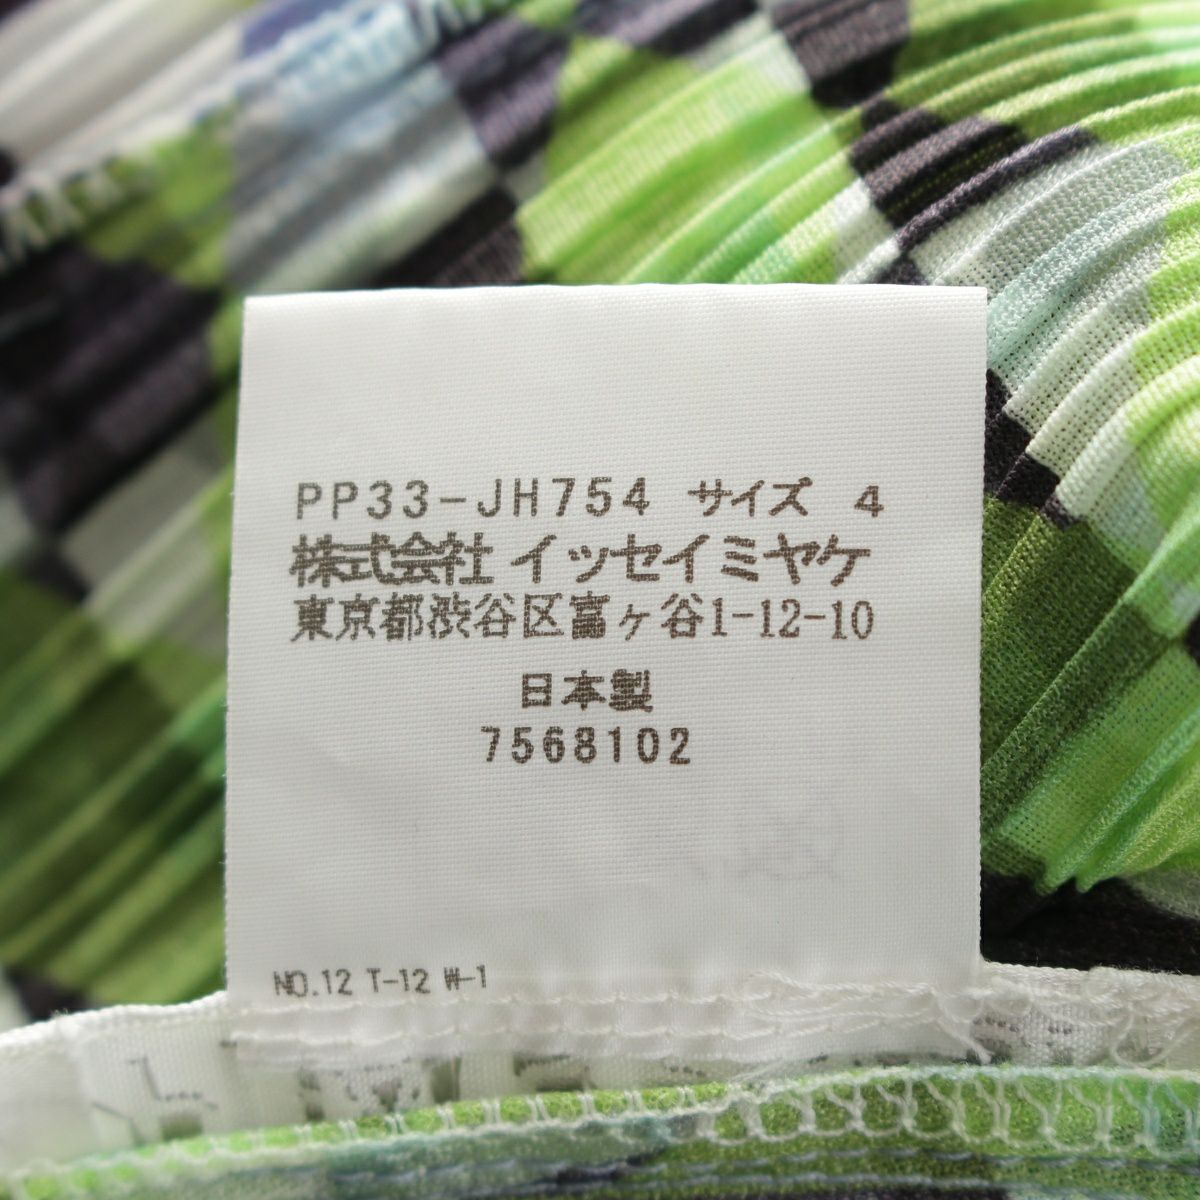 PP33-JH754 サイズ 4
株式会社 イッセイミヤケ
東京都渋谷区富ヶ谷1-12-10
日本製
7568102
NO.12 T-12 W-1